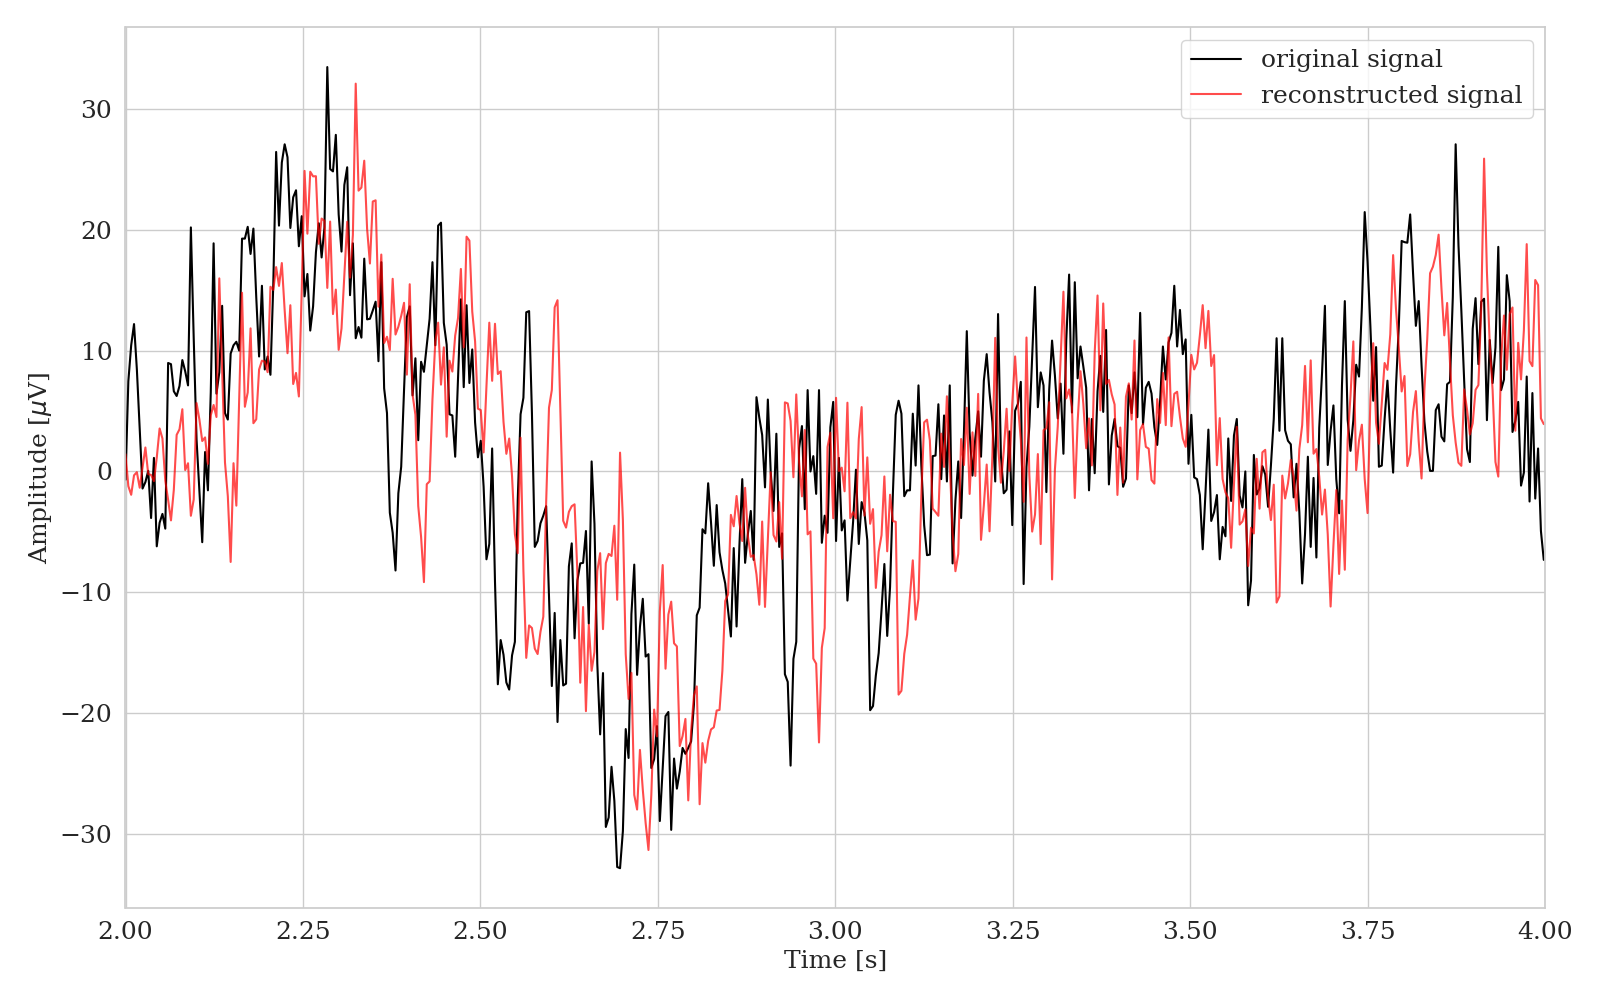 original signal
reconstructed signal
30
20
10
0
−10
−20
−30
Amplitude [μV]
2.00 2.25 2.50 2.75 3.00 3.25 3.50 3.75 4.00
Time [s]